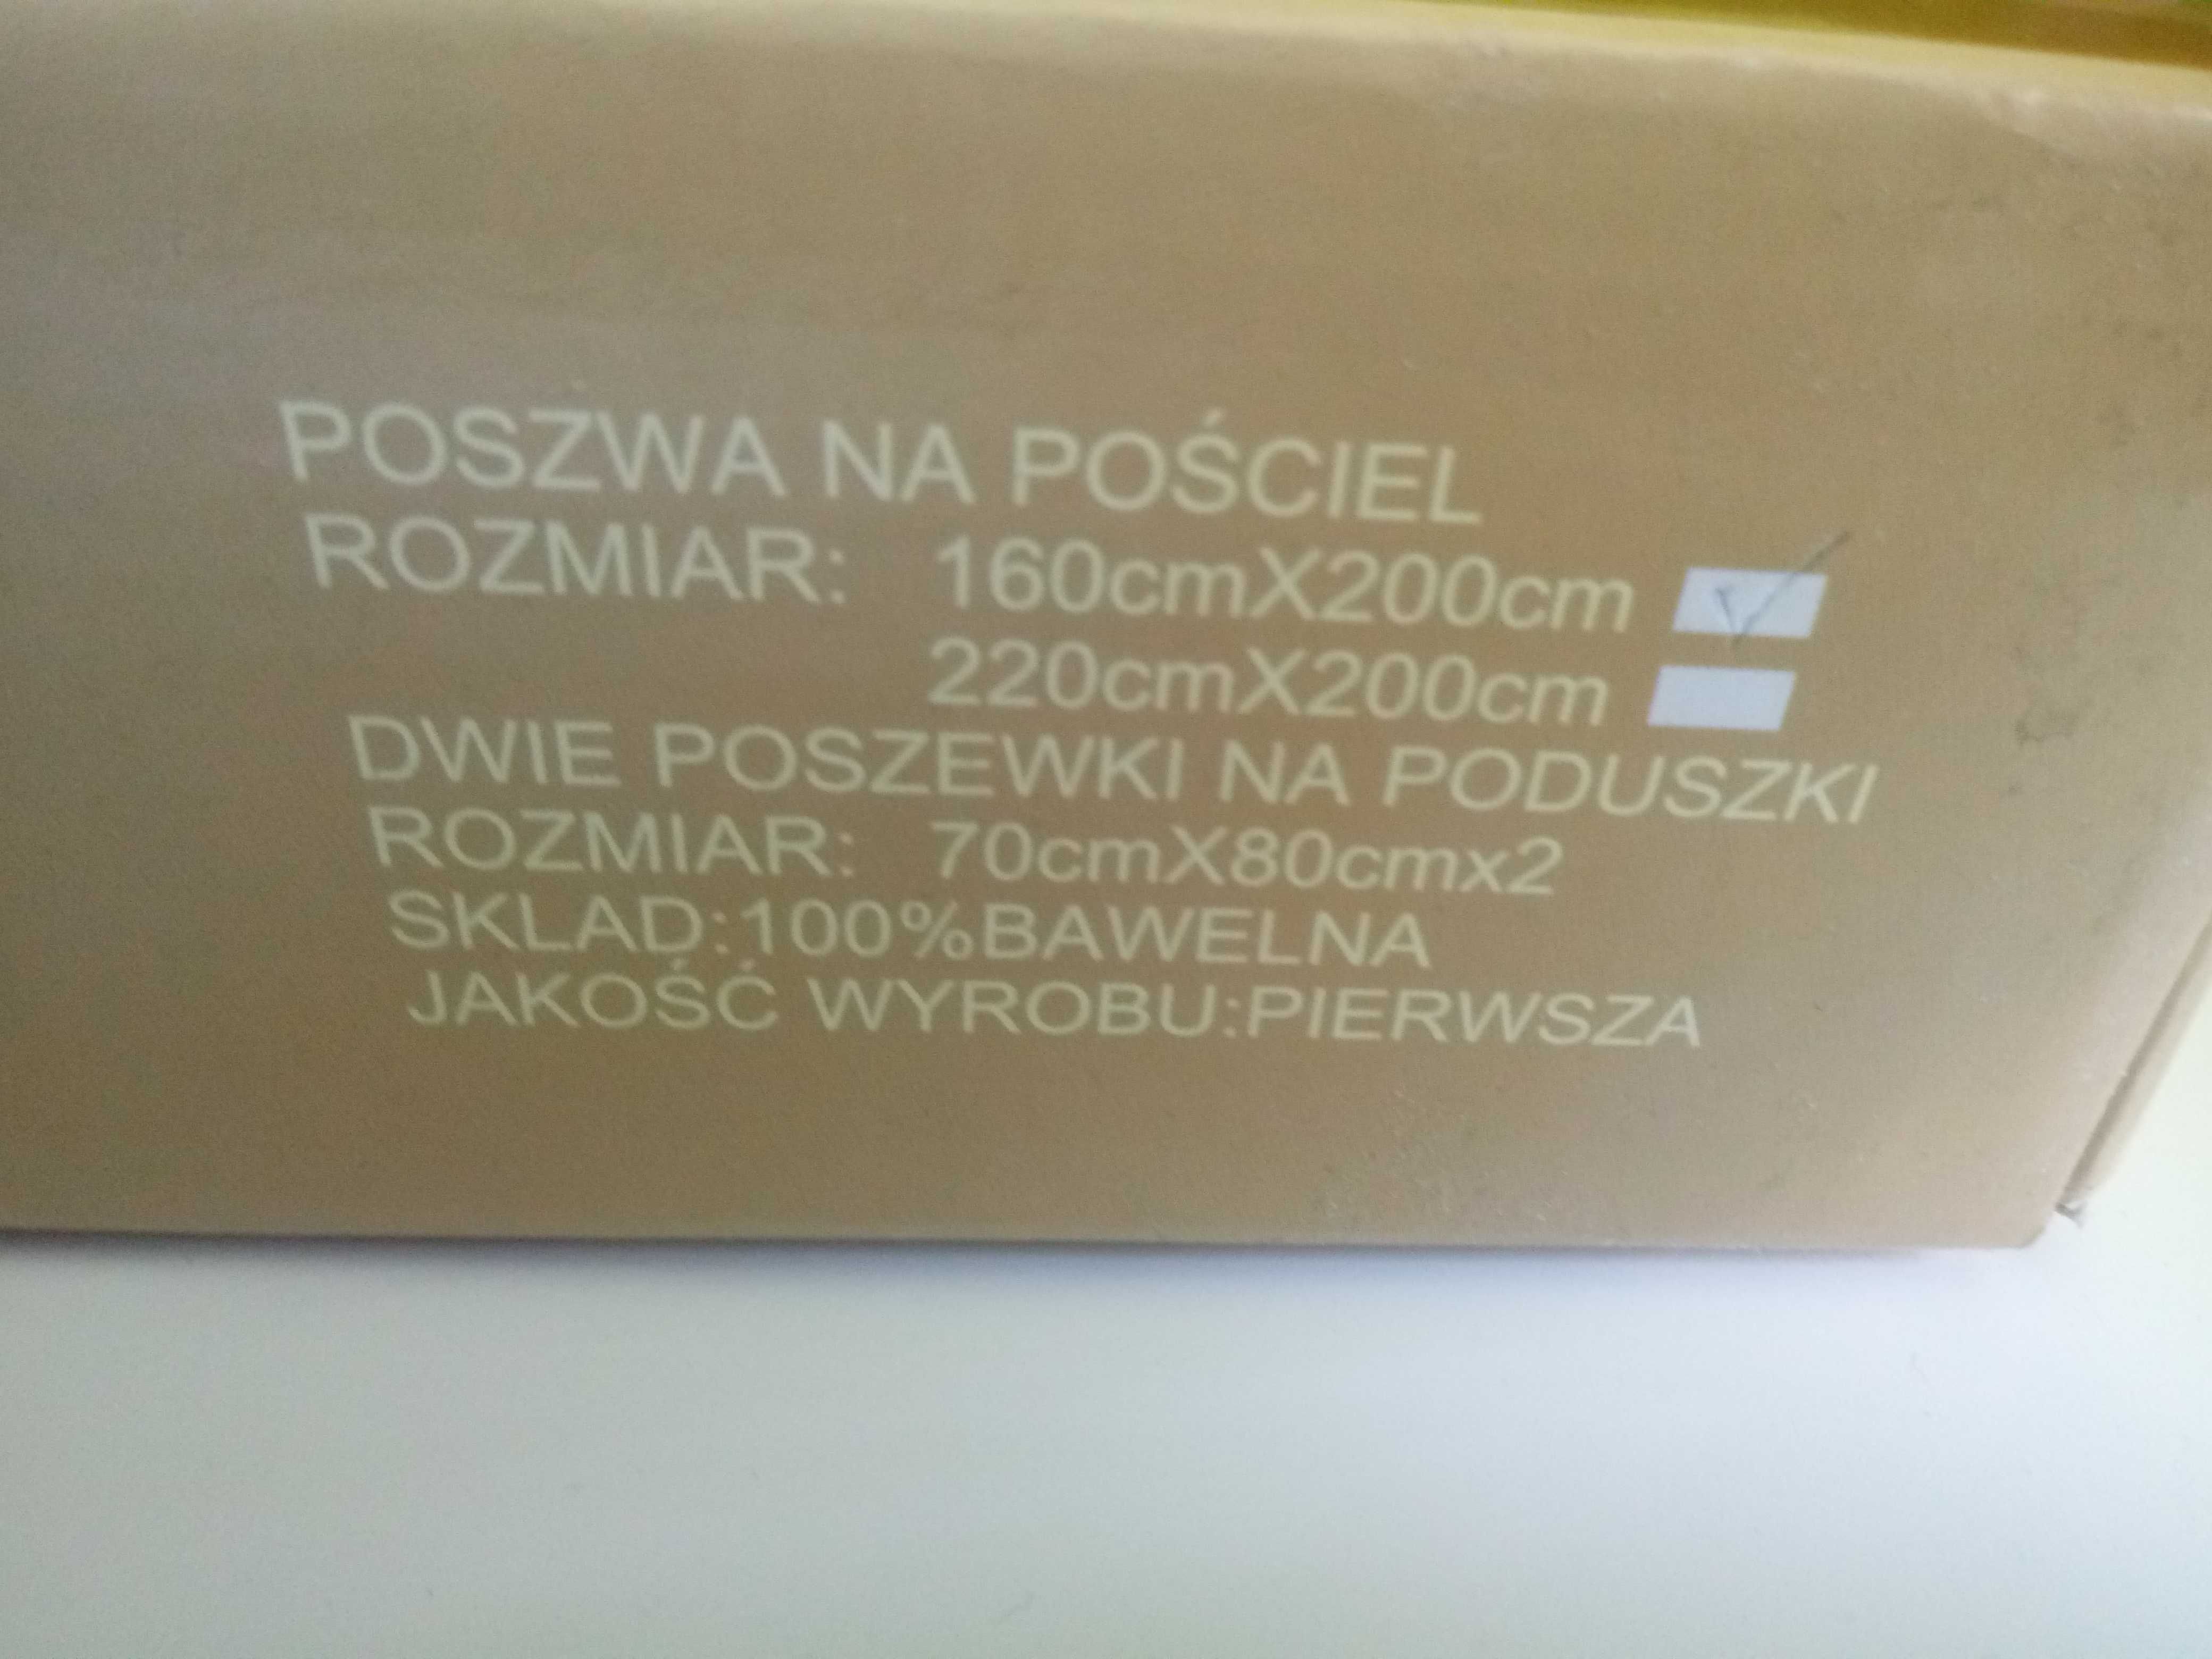 POSZWA NA POŚCIEL
ROZMIAR: 160cmX200cm
220cmX200cm
DWIE POSZEWKI NA PODUSZKI
ROZMIAR: 70cmX80cmx2
SKLAD:100%BAWELNA
JAKOŚĆ WYROBU:PIERWSZA